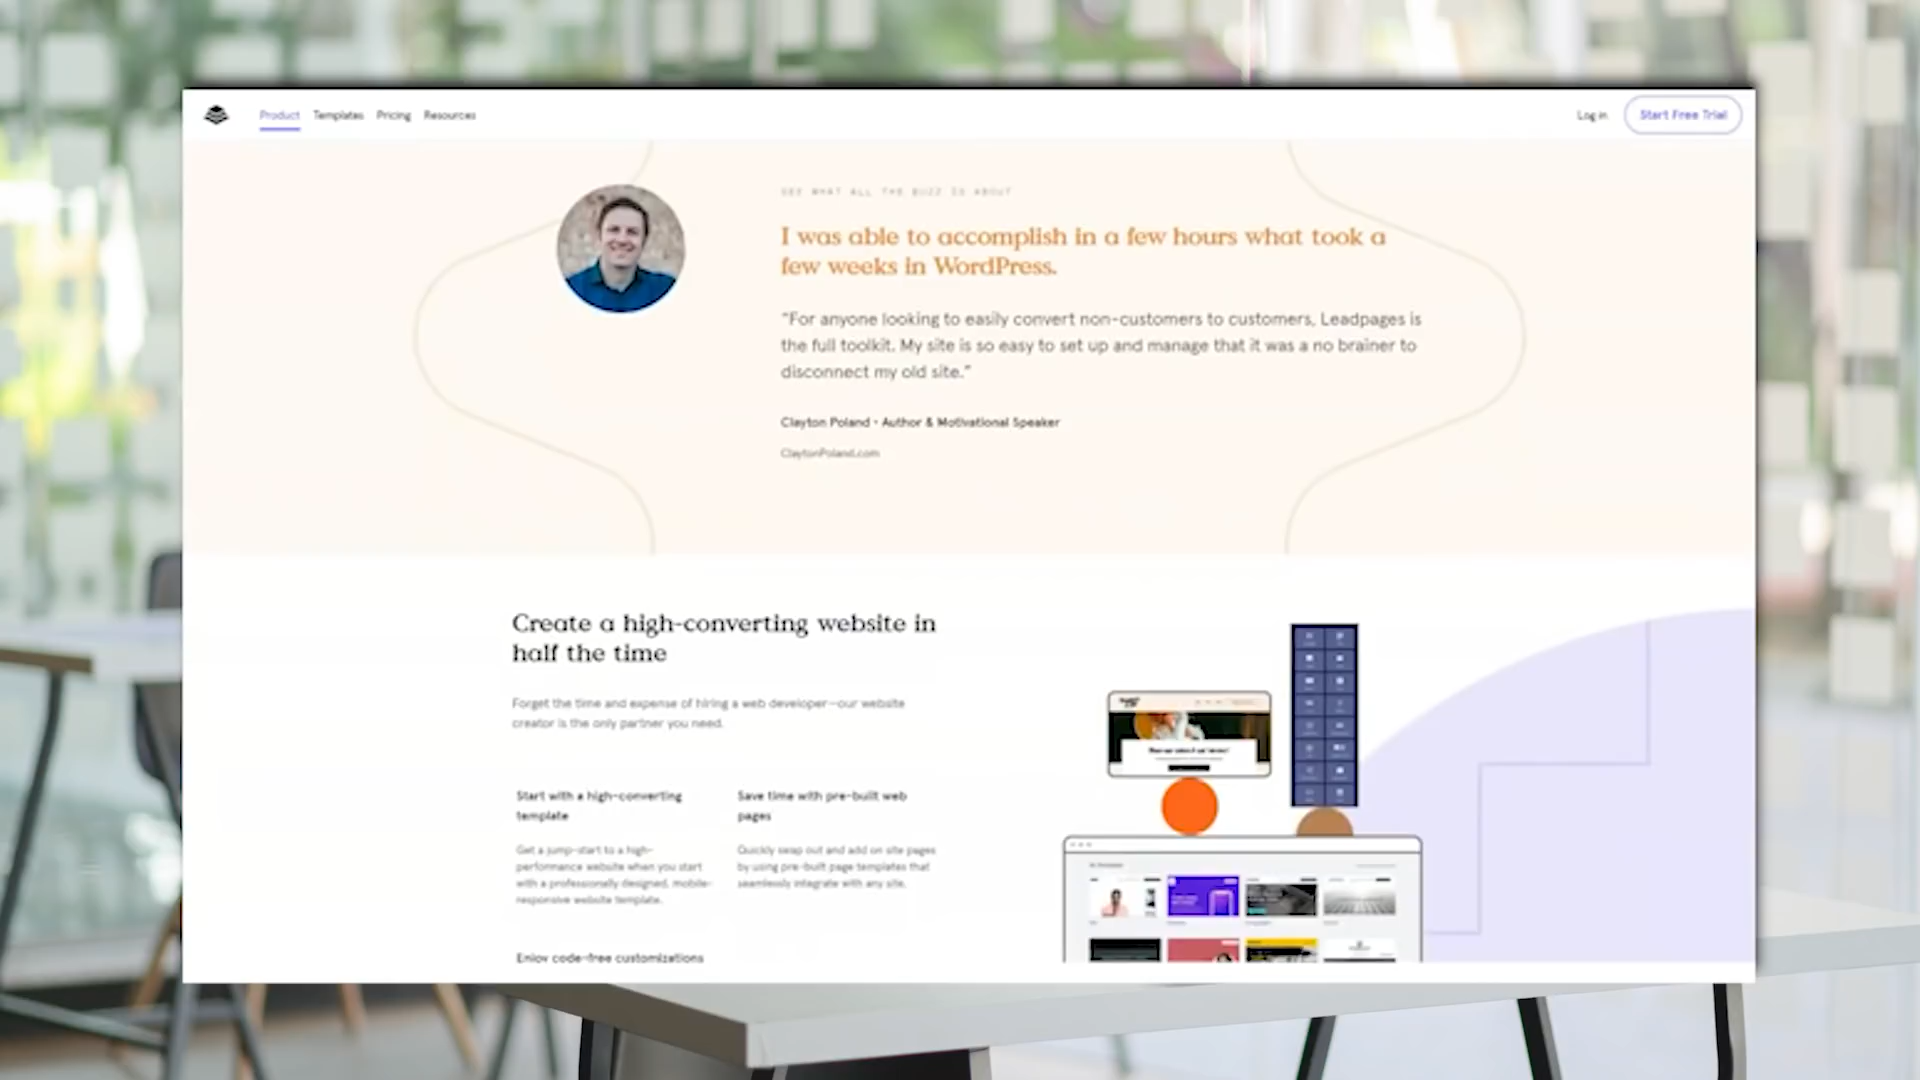 Product Templates Pricing Resources
Log in
Start Free Trial
SEE WHAT ALL THE BUZZ IS ABOUT
I was able to accomplish in a few hours what took a
few weeks in WordPress.
“For anyone looking to easily convert non-customers to customers, Leadpages is
the full toolkit. My site is so easy to set up and manage that it was a no brainer to
disconnect my old site.”
Clayton Poland • Author & Motivational Speaker
ClaytonPoland.com
Create a high-converting website in
half the time
Forget the time and expense of hiring a web developer—our website
creator is the only partner you need.
Start with a high-converting
template
Get a jump-start to a high-
performance website when you start
with a professionally designed, mobile-
responsive website template.
Save time with pre-built web
pages
Quickly swap out and add on site pages
by using pre-built page templates that
seamlessly integrate with any site.
Enjoy code-free customizations